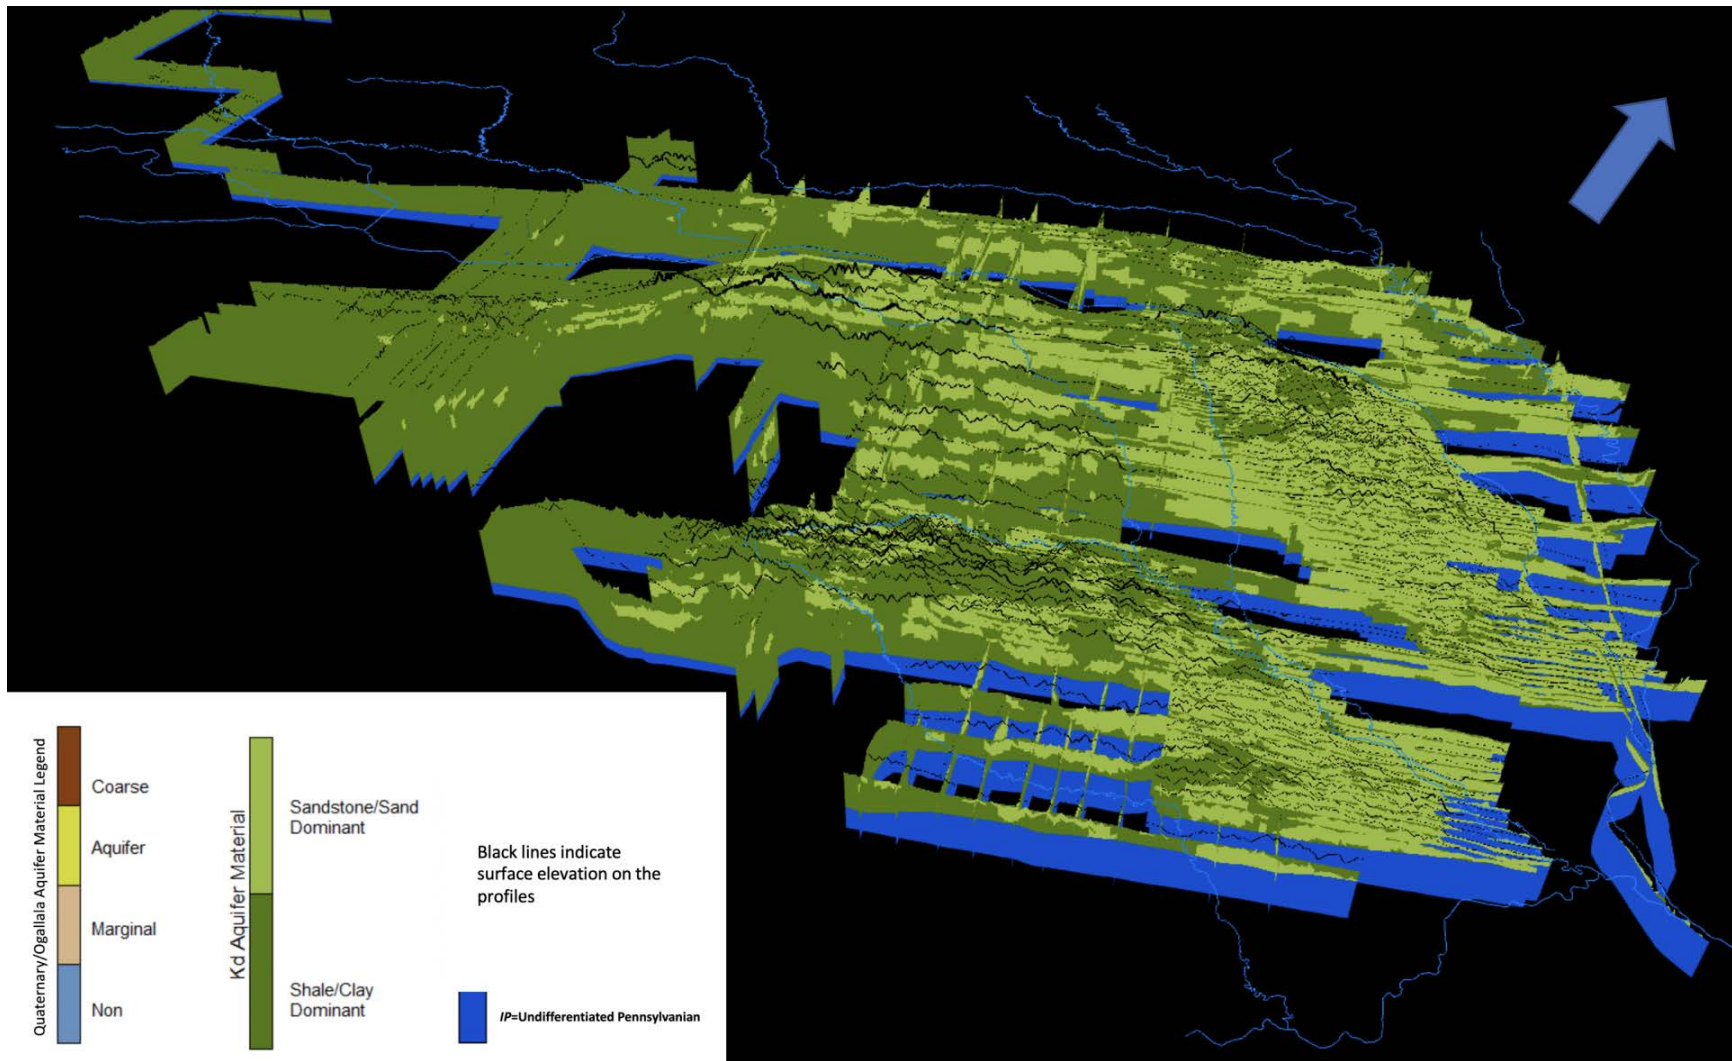 Quaternary/Ogallala Aquifer Material Legend
Coarse
Aquifer
Marginal
Non
Kd Aquifer Material
Sandstone/Sand
Dominant
Shale/Clay
Dominant
Black lines indicate
surface elevation on the
profiles
IP=Undifferentiated Pennsylvanian